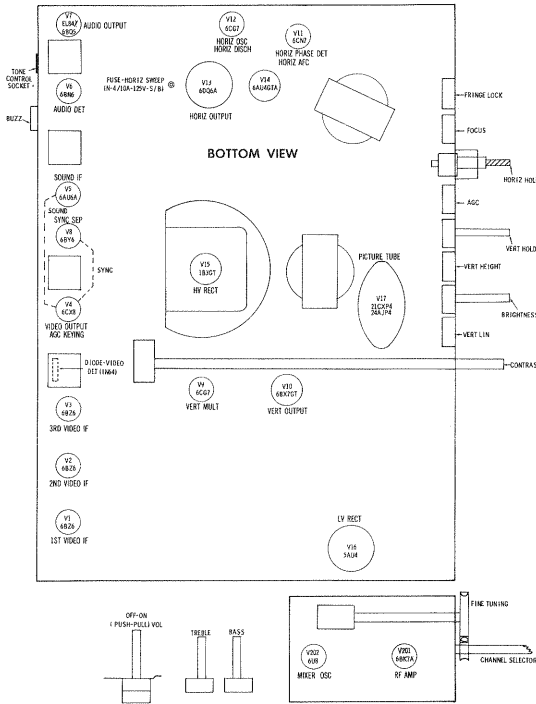 V7
EL84/
6BQ5
AUDIO OUTPUT
V12
6CG7
HORIZ OSC
HORIZ DISCH
V11
6CN7
HORIZ PHASE DET
HORIZ AFC
TONE
CONTROL
SOCKET
V6
6BN6
AUDIO DET
FUSE-HORIZ SWEEP
(N-4/10A-125V-S/B)
V13
6DQ6A
HORIZ OUTPUT
V14
6AU4GTA
FRINGE LOCK
BUZZ
FOCUS
BOTTOM VIEW
HORIZ HOLD
SOUND IF
V5
6AU6A
SOUND
SYNC SEP
V8
6BY6
SYNC
AGC
VERT HOLD
V15
1B3GT
HV RECT
PICTURE TUBE
VERT HEIGHT
V17
21CXP4
24AJP4
V4
6CX8
VIDEO OUTPUT
AGC KEYING
BRIGHTNESS
VERT LIN
DIODE-VIDEO
DET (1N64)
CONTRAS
V9
6CG7
VERT MULT
V10
6BX7GT
VERT OUTPUT
V3
6BZ6
3RD VIDEO IF
V2
6BZ6
2ND VIDEO IF
V1
6BZ6
1ST VIDEO IF
LV RECT
V16
5AU4
OFF-ON
(PUSH-PULL) VOL
TREBLE
BASS
FINE TUNING
V202
6U8
MIXER OSC
V201
6BK7A
RF AMP
CHANNEL SELECTOR